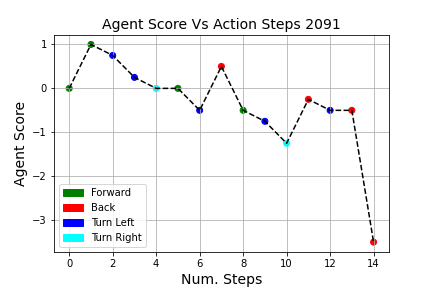 Agent Score Vs Action Steps 2091
1
0
−1
−2
−3
Agent Score
Forward
Back
Turn Left
Turn Right
0 2 4 6 8 10 12 14
Num. Steps